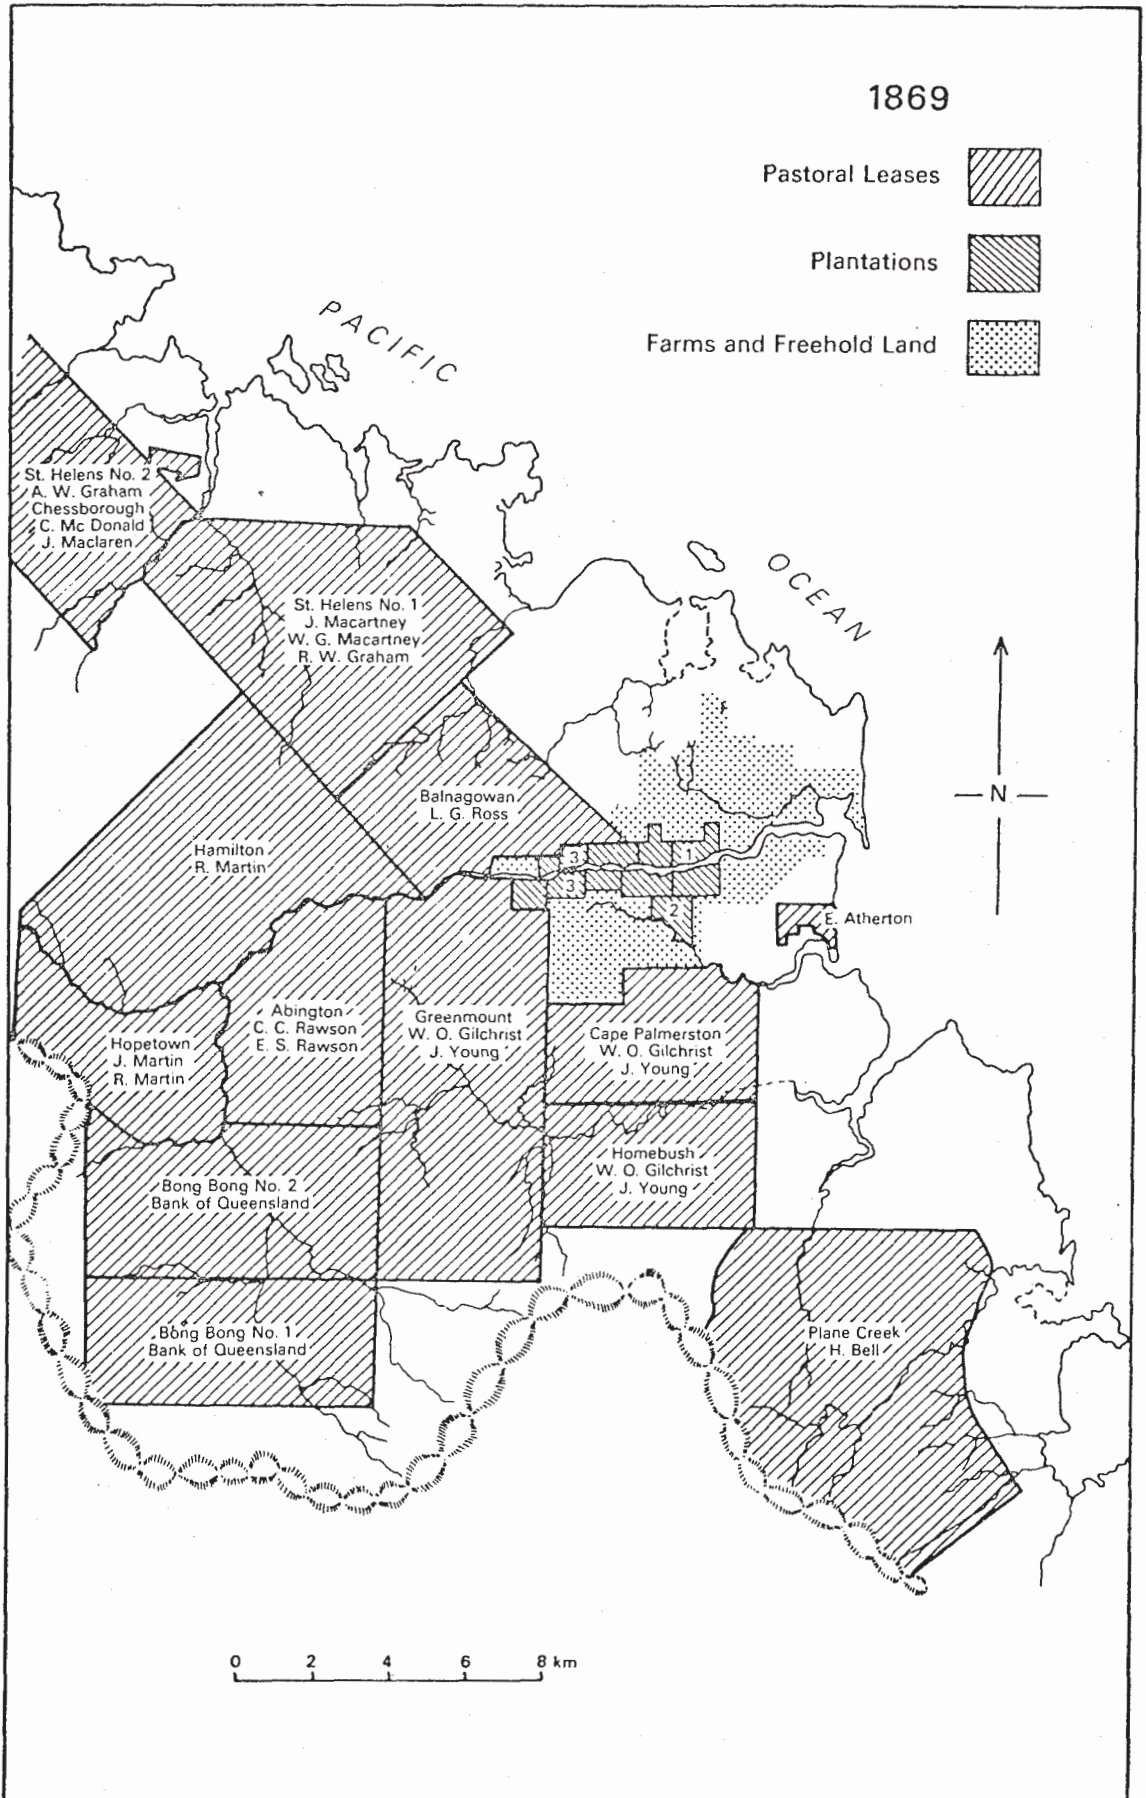 1869
Pastoral Leases
Plantations
Farms and Freehold Land
PACIFIC
OCEAN
St. Helens No. 2
A. W. Graham
Chessborough
C. Mc Donald
J. Maclaren
St. Helens No. 1
J. Macartney
W. G. Macartney
R. W. Graham
N
Balnagowan
L. G. Ross
Hamilton
R. Martin
3
1
3
2
E. Atherton
Abington
C. C. Rawson
E. S. Rawson
Greenmount
W. O. Gilchrist
J. Young
Cape Palmerston
W. O. Gilchrist
J. Young
Hopetown
J. Martin
R. Martin
Homebush
W. O. Gilchrist
J. Young
Bong Bong No. 2
Bank of Queensland
Bong Bong No. 1
Bank of Queensland
Plane Creek
H. Bell
0 2 4 6 8 km